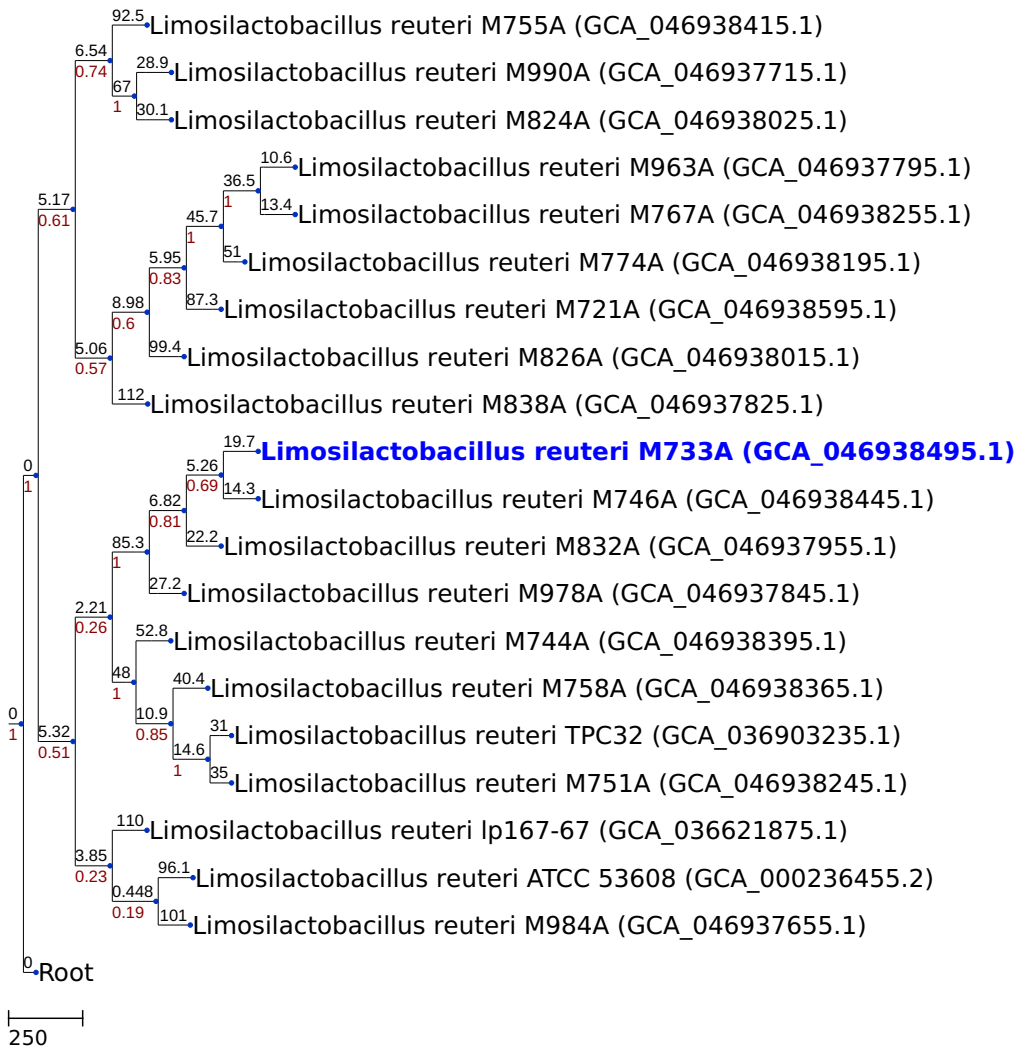 92.5 Limosilactobacillus reuteri M755A (GCA_046938415.1)
6.54
0.74
28.9 Limosilactobacillus reuteri M990A (GCA_046937715.1)
67
1
30.1 Limosilactobacillus reuteri M824A (GCA_046938025.1)
10.6 Limosilactobacillus reuteri M963A (GCA_046937795.1)
36.5
1
5.17
0.61
13.4 Limosilactobacillus reuteri M767A (GCA_046938255.1)
45.7
1
51 Limosilactobacillus reuteri M774A (GCA_046938195.1)
5.95
0.83
8.98
0.6
87.3 Limosilactobacillus reuteri M721A (GCA_046938595.1)
5.06
0.57
99.4 Limosilactobacillus reuteri M826A (GCA_046938015.1)
112 Limosilactobacillus reuteri M838A (GCA_046937825.1)
19.7 Limosilactobacillus reuteri M733A (GCA_046938495.1)
0
1
5.26
0.69
14.3 Limosilactobacillus reuteri M746A (GCA_046938445.1)
6.82
0.81
22.2 Limosilactobacillus reuteri M832A (GCA_046937955.1)
85.3
1
27.2 Limosilactobacillus reuteri M978A (GCA_046937845.1)
2.21
0.26
52.8 Limosilactobacillus reuteri M744A (GCA_046938395.1)
48
1
40.4 Limosilactobacillus reuteri M758A (GCA_046938365.1)
0
1
10.9
0.85
5.32
0.51
31 Limosilactobacillus reuteri TPC32 (GCA_036903235.1)
14.6
1
35 Limosilactobacillus reuteri M751A (GCA_046938245.1)
110 Limosilactobacillus reuteri lp167-67 (GCA_036621875.1)
3.85
0.23
96.1 Limosilactobacillus reuteri ATCC 53608 (GCA_000236455.2)
0.448
0.19
101 Limosilactobacillus reuteri M984A (GCA_046937655.1)
0 Root
250